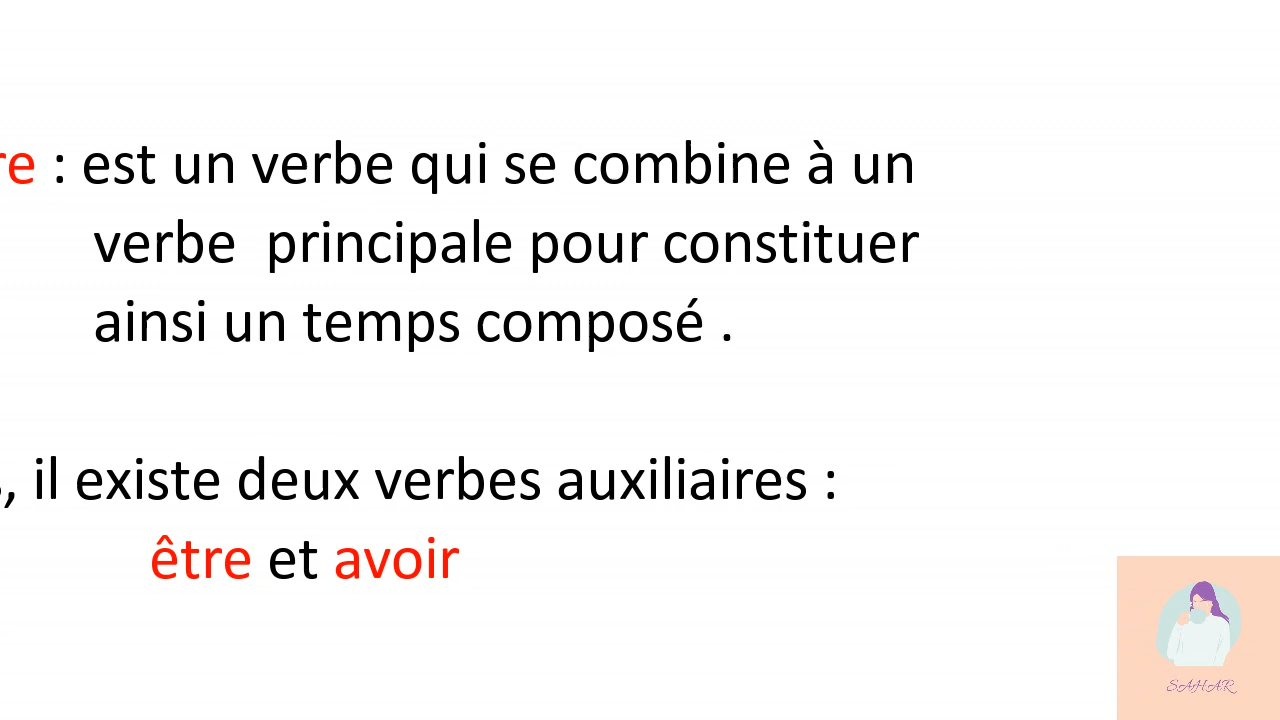 re : est un verbe qui se combine à un
verbe principale pour constituer
ainsi un temps composé .
s, il existe deux verbes auxiliaires :
être et avoir
SAHAR